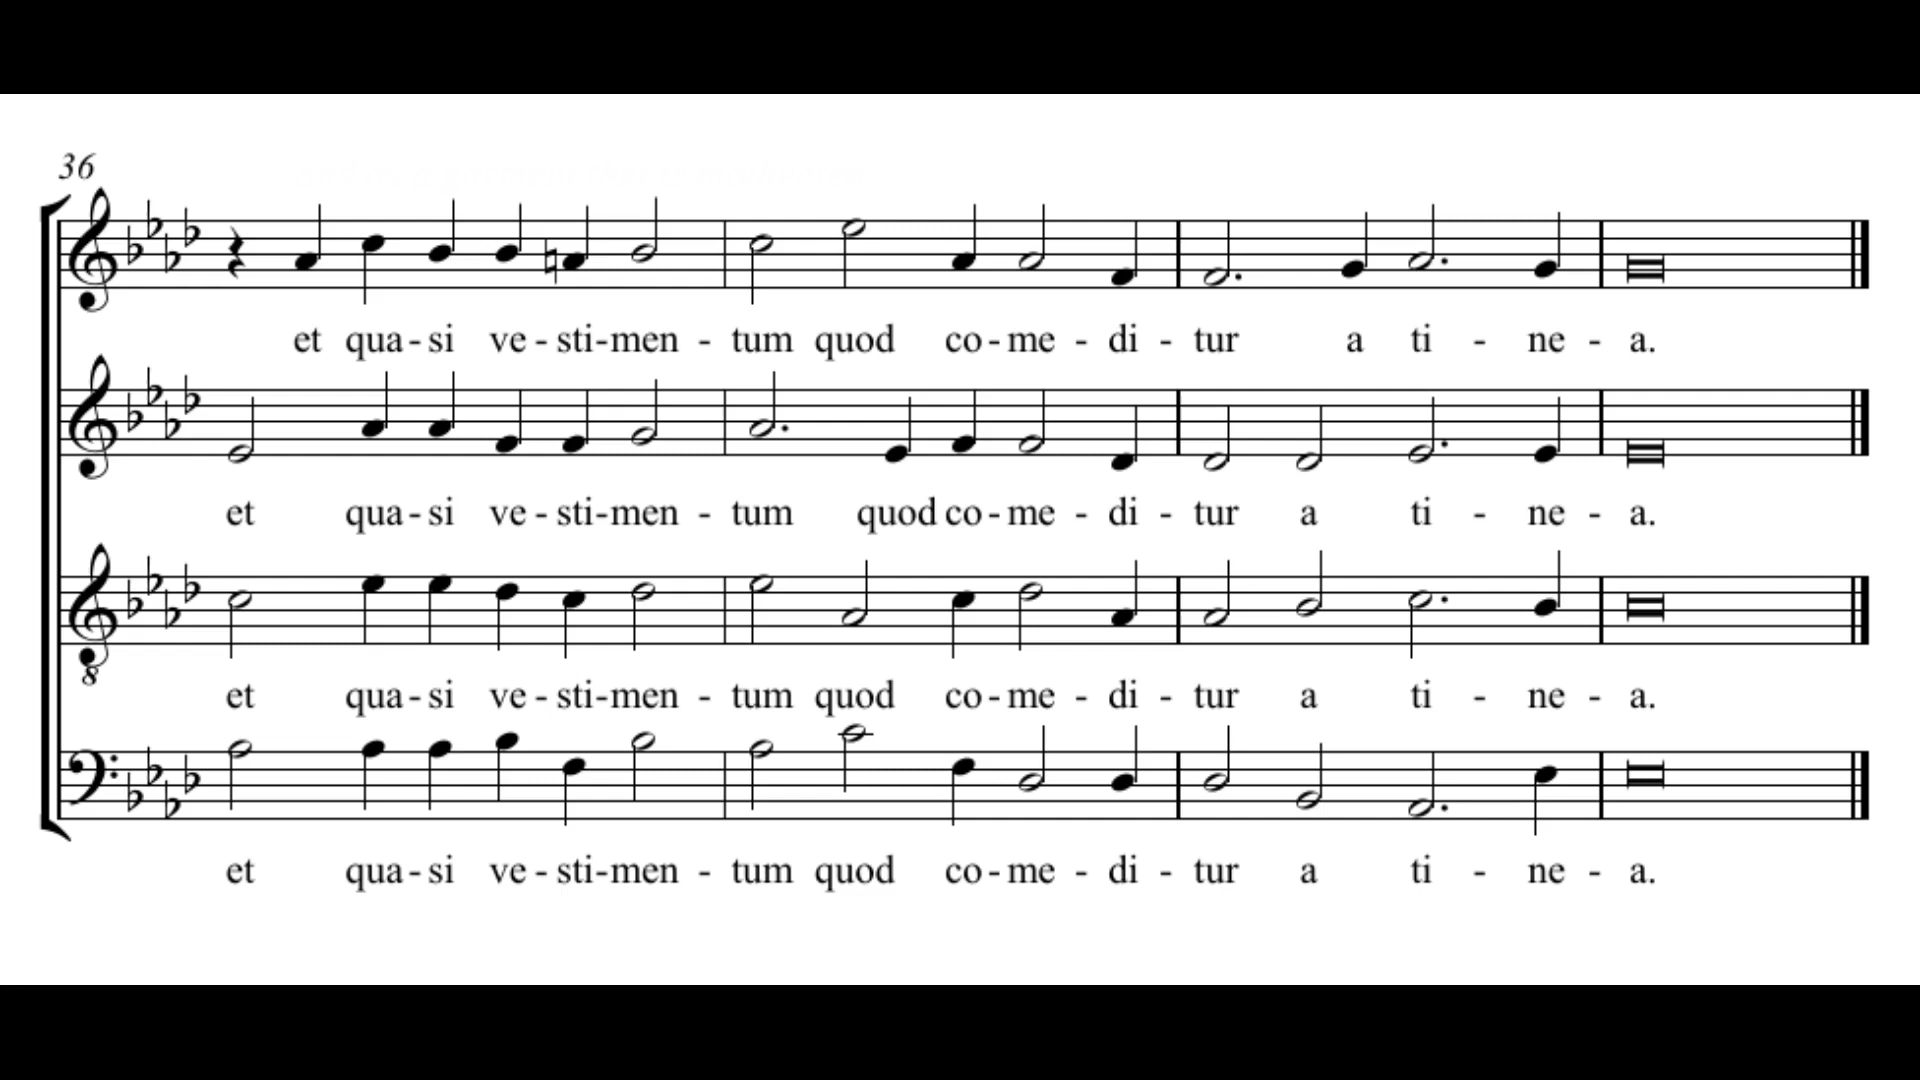 36
et qua-si ve-sti-men-tum quod co-me-di-tur a ti-ne-a.
et qua-si ve-sti-men-tum quod co-me-di-tur a ti-ne-a.
8
et qua-si ve-sti-men-tum quod co-me-di-tur a ti-ne-a.
et qua-si ve-sti-men-tum quod co-me-di-tur a ti-ne-a.